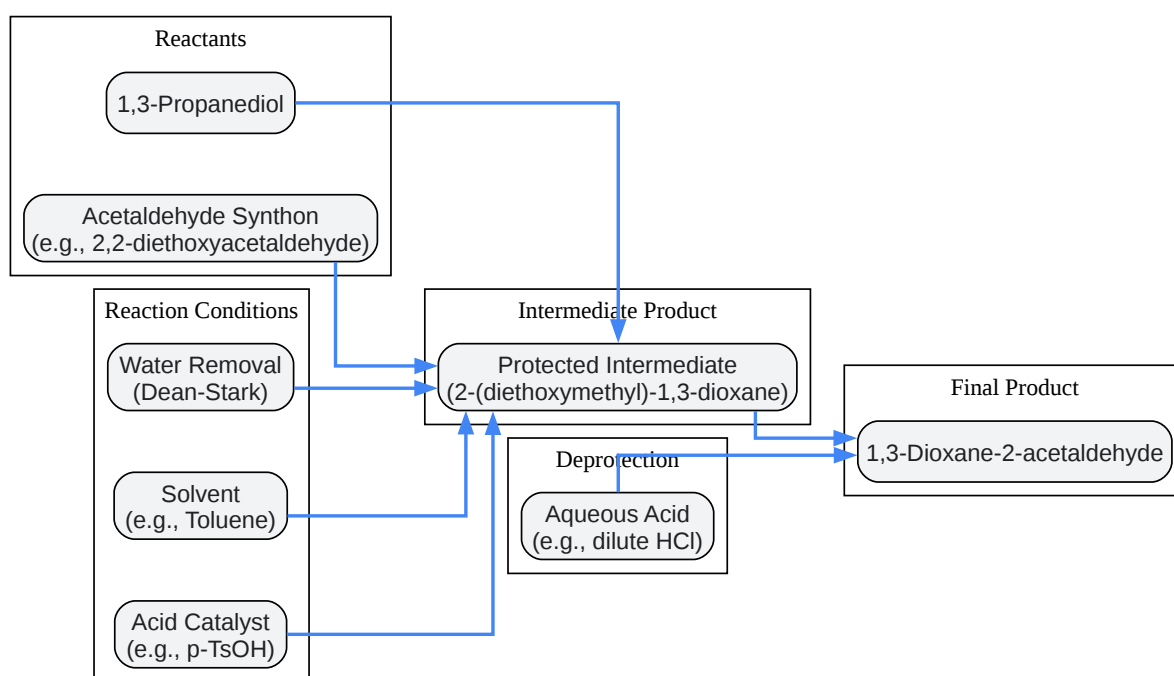 Reactants
1,3-Propanediol
Acetaldehyde Synthon
(e.g., 2,2-diethoxyacetaldehyde)
Reaction Conditions
Water Removal
(Dean-Stark)
Solvent
(e.g., Toluene)
Acid Catalyst
(e.g., p-TsOH)
Intermediate Product
Protected Intermediate
(2-(diethoxymethyl)-1,3-dioxane)
Deprotection
Aqueous Acid
(e.g., dilute HCl)
Final Product
1,3-Dioxane-2-acetaldehyde